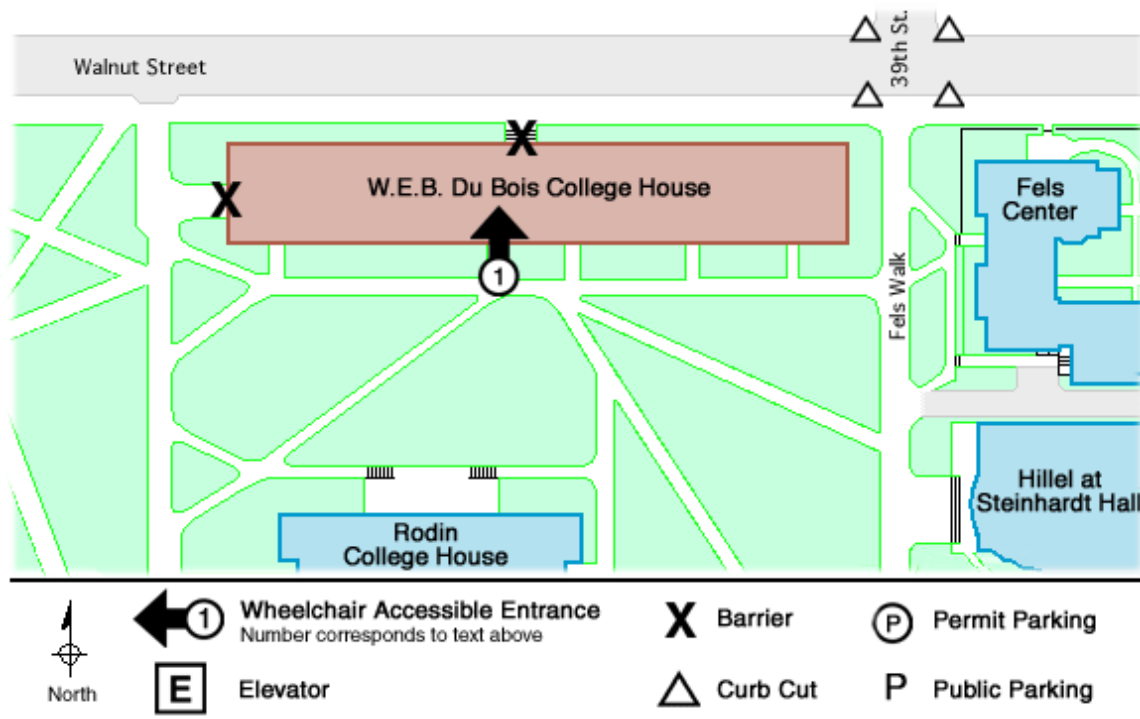 39th St.
Walnut Street
X
W.E.B. Du Bois College House
X
Fels
Center
1
Fels Walk
Hillel at
Steinhardt Hall
Rodin
College House
1
Wheelchair Accessible Entrance
Number corresponds to text above
X
Barrier
P
Permit Parking
North
E
Elevator
Curb Cut
P
Public Parking